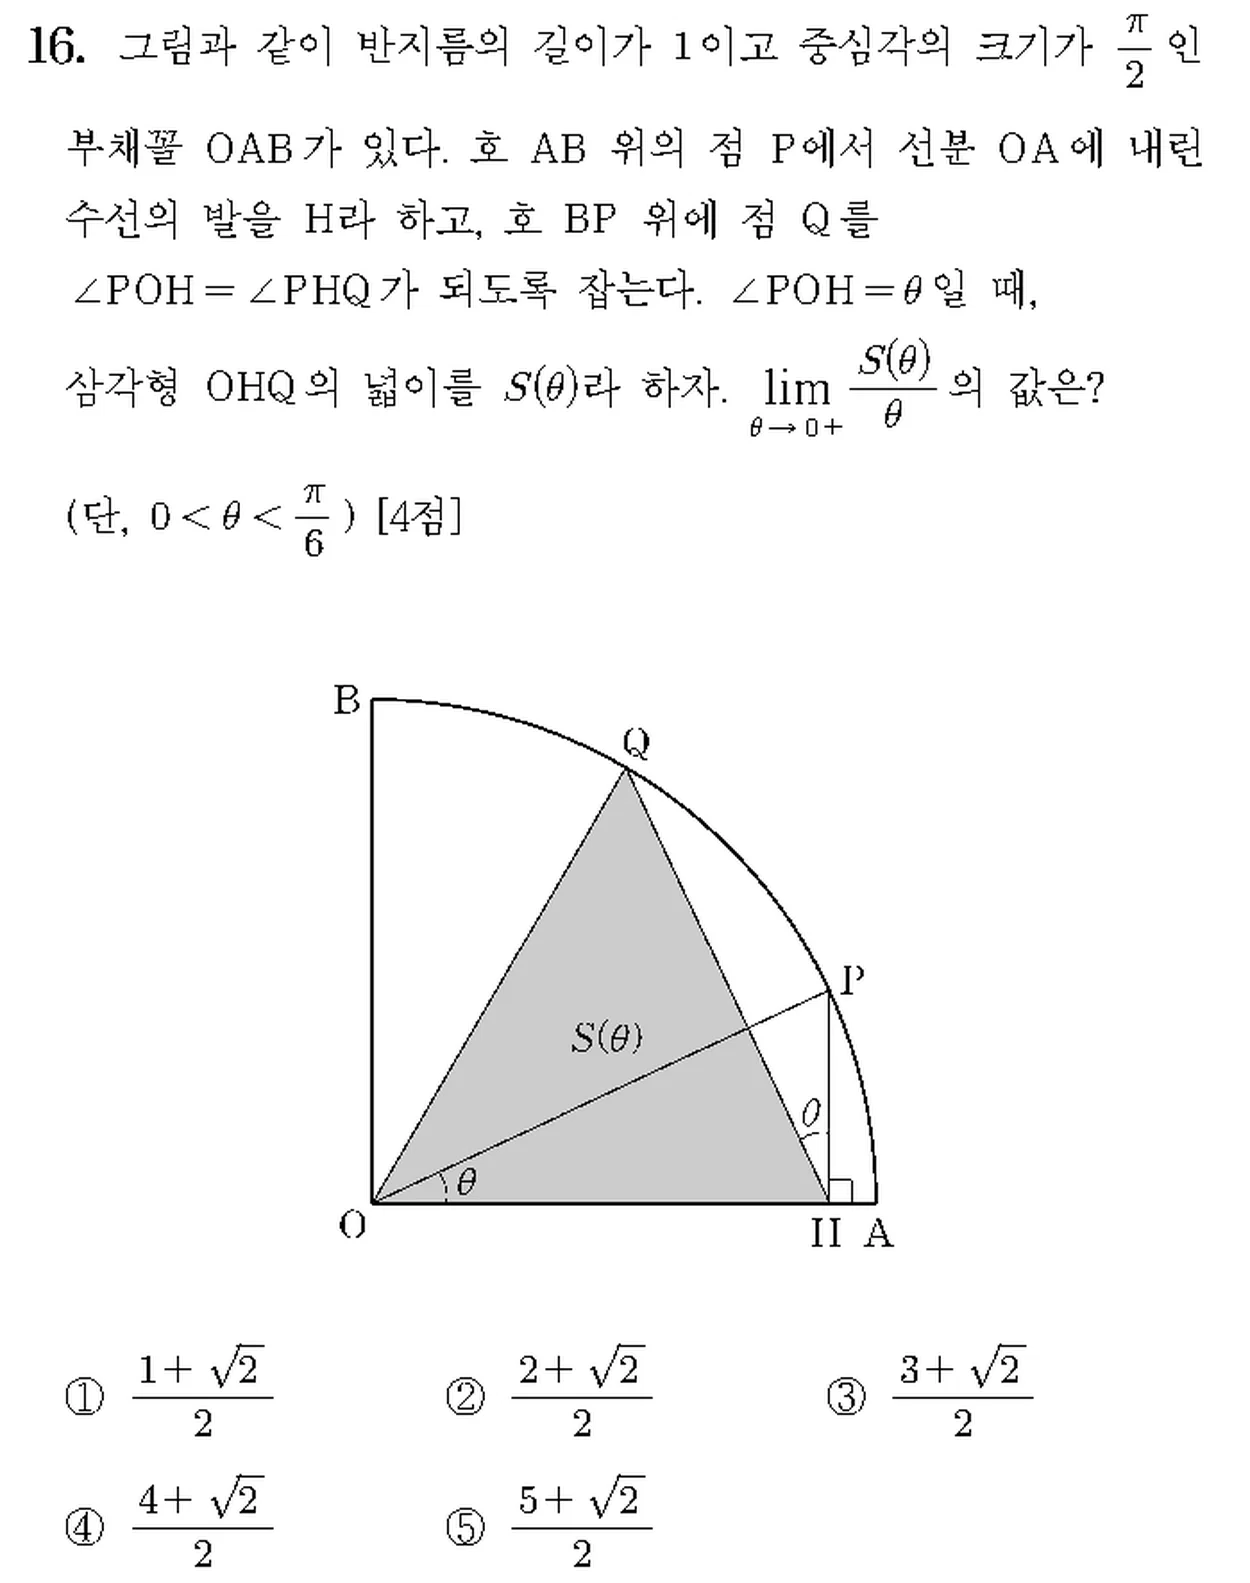 16. 그림과 같이 반지름의 길이가 1이고 중심각의 크기가 π/2 인
부채꼴 OAB가 있다. 호 AB 위의 점 P에서 선분 OA에 내린
수선의 발을 H라 하고, 호 BP 위에 점 Q를
∠POH=∠PHQ가 되도록 잡는다. ∠POH=θ일 때,
삼각형 OHQ의 넓이를 S(θ)라 하자. lim θ→0+ S(θ)/θ 의 값은?
(단, 0<θ<π/6) [4점]
B
Q
P
S(θ)
θ
θ
O
H
A
① (1+√2)/2 ② (2+√2)/2 ③ (3+√2)/2
④ (4+√2)/2 ⑤ (5+√2)/2